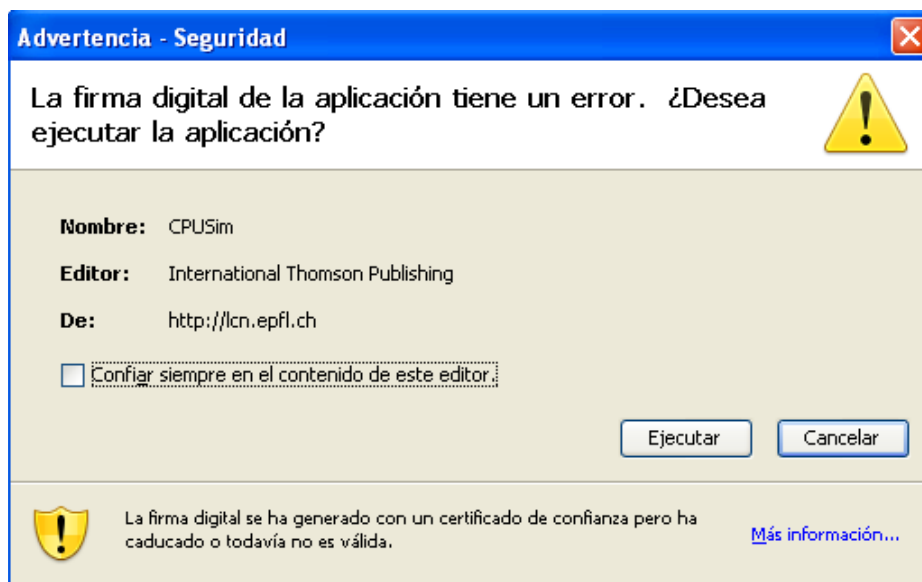 Advertencia - Seguridad
La firma digital de la aplicación tiene un error. ¿Desea
ejecutar la aplicación?
Nombre: CPUSim
Editor: International Thomson Publishing
De: http://lcn.epfl.ch
Confiar siempre en el contenido de este editor.
Ejecutar Cancelar
La firma digital se ha generado con un certificado de confianza pero ha
caducado o todavía no es válida.
Más información...